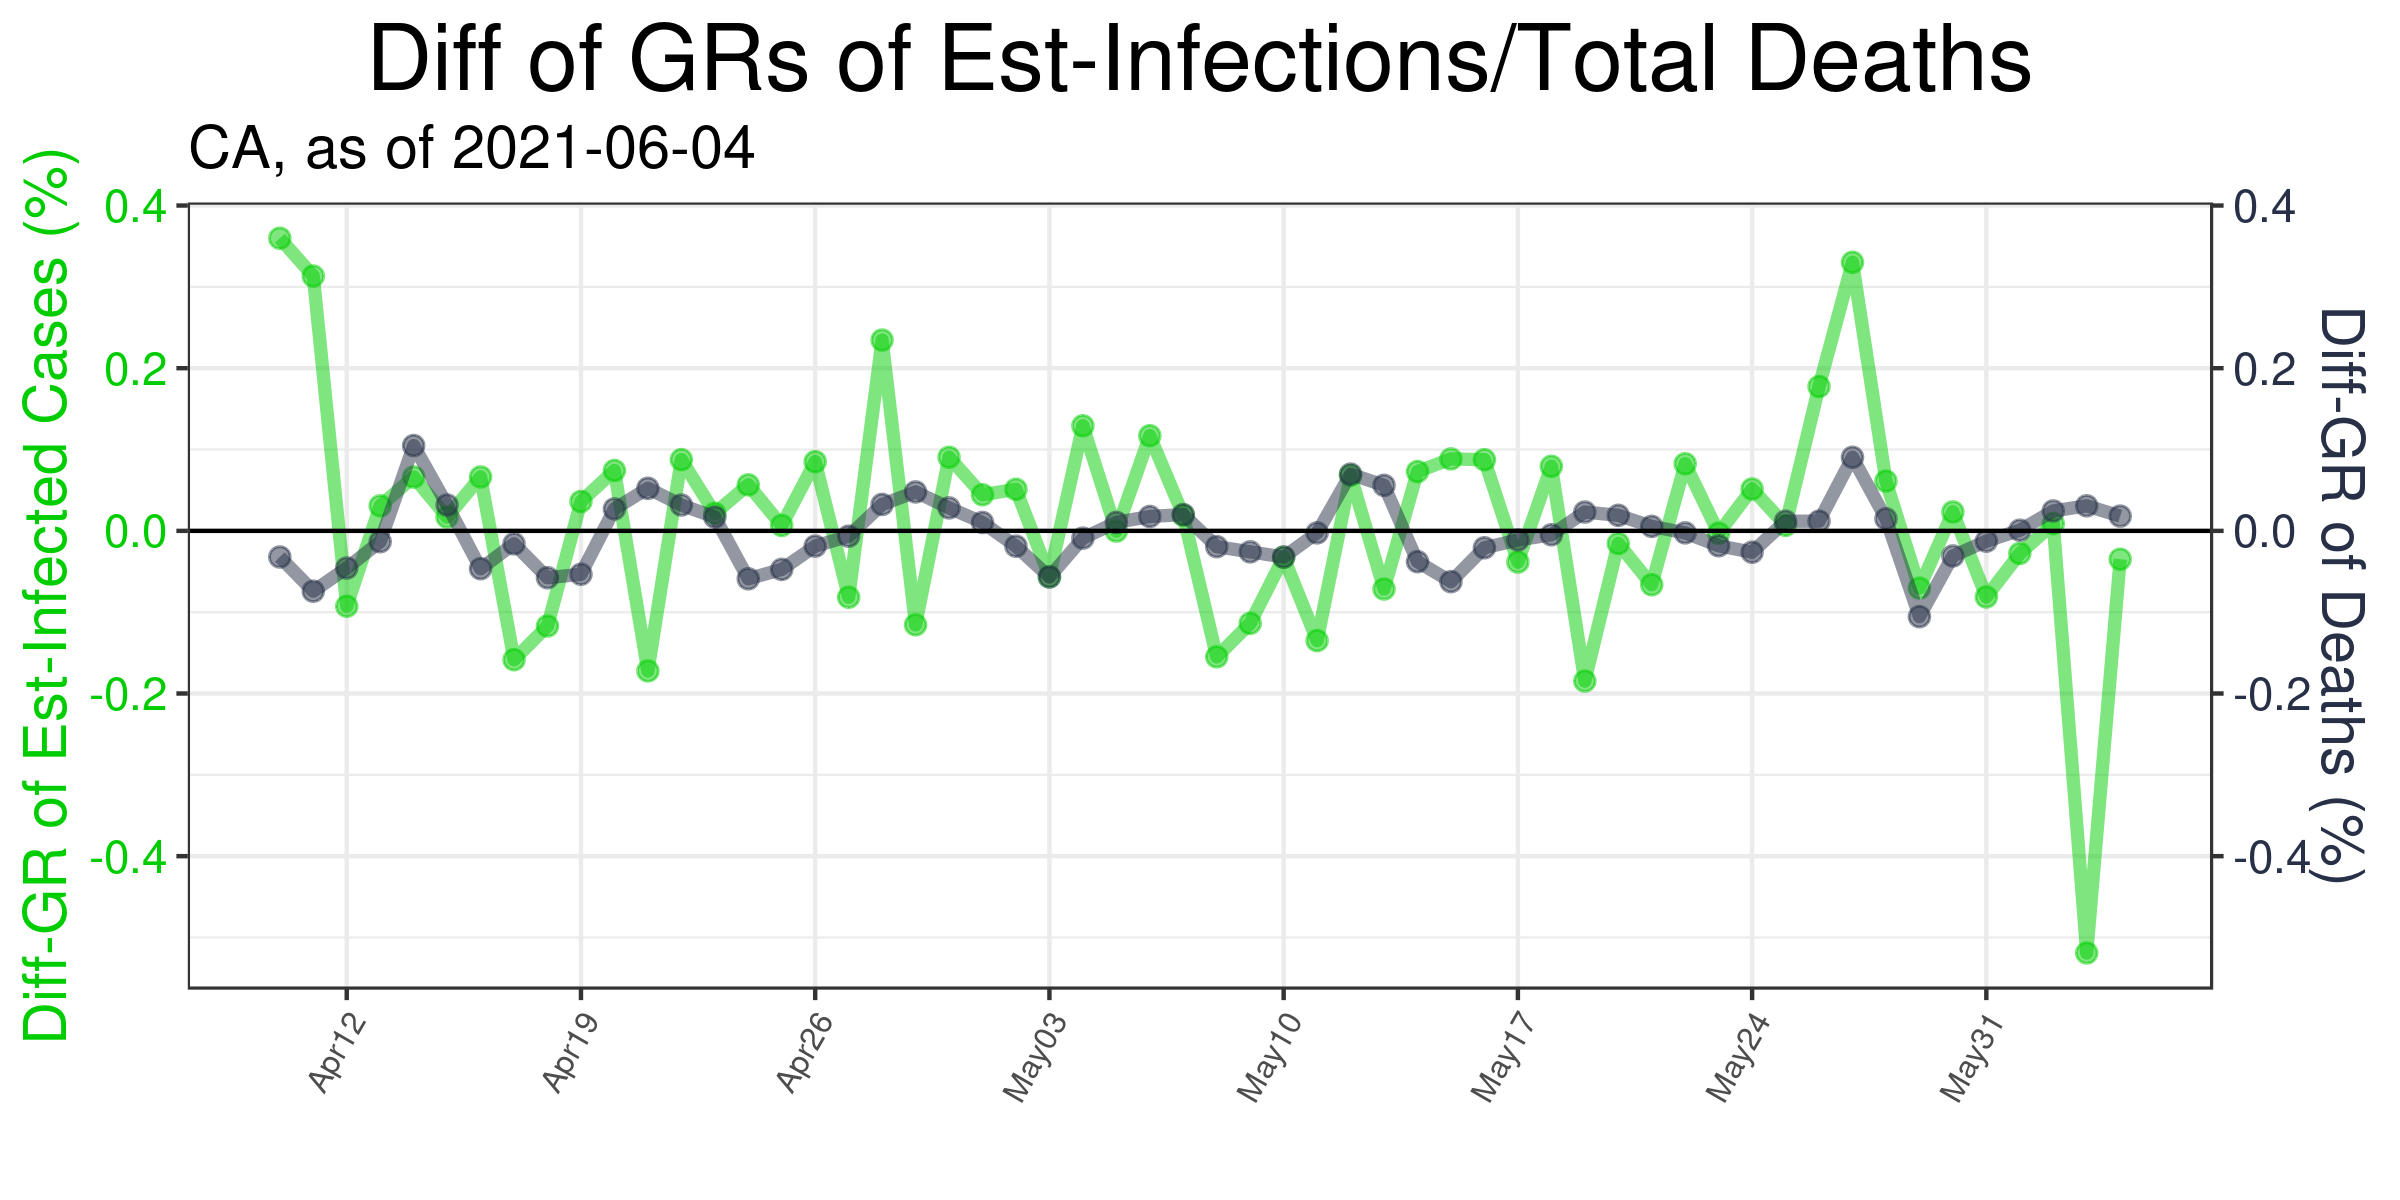 Diff of GRs of Est-Infections/Total Deaths
CA, as of 2021-06-04
Diff-GR of Est-Infected Cases (%)
0.4
0.2
0.0
-0.2
-0.4
0.4
0.2
0.0
-0.2
-0.4
Diff-GR of Deaths (%)
Apr12
Apr19
Apr26
May03
May10
May17
May24
May31